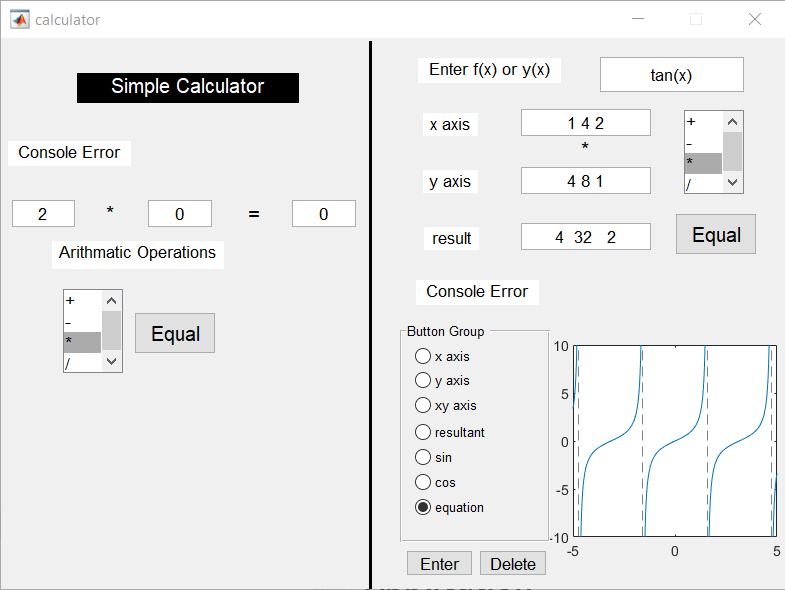 calculator
Simple Calculator
Console Error
2 * 0 = 0
Arithmatic Operations
+
-
*
/
Equal
Enter f(x) or y(x)
tan(x)
x axis
1 4 2
*
y axis
4 8 1
+
-
*
/
result
4 32 2
Equal
Console Error
Button Group
x axis
y axis
xy axis
resultant
sin
cos
equation
Enter
Delete
10
5
0
-5
-10
-5 0 5